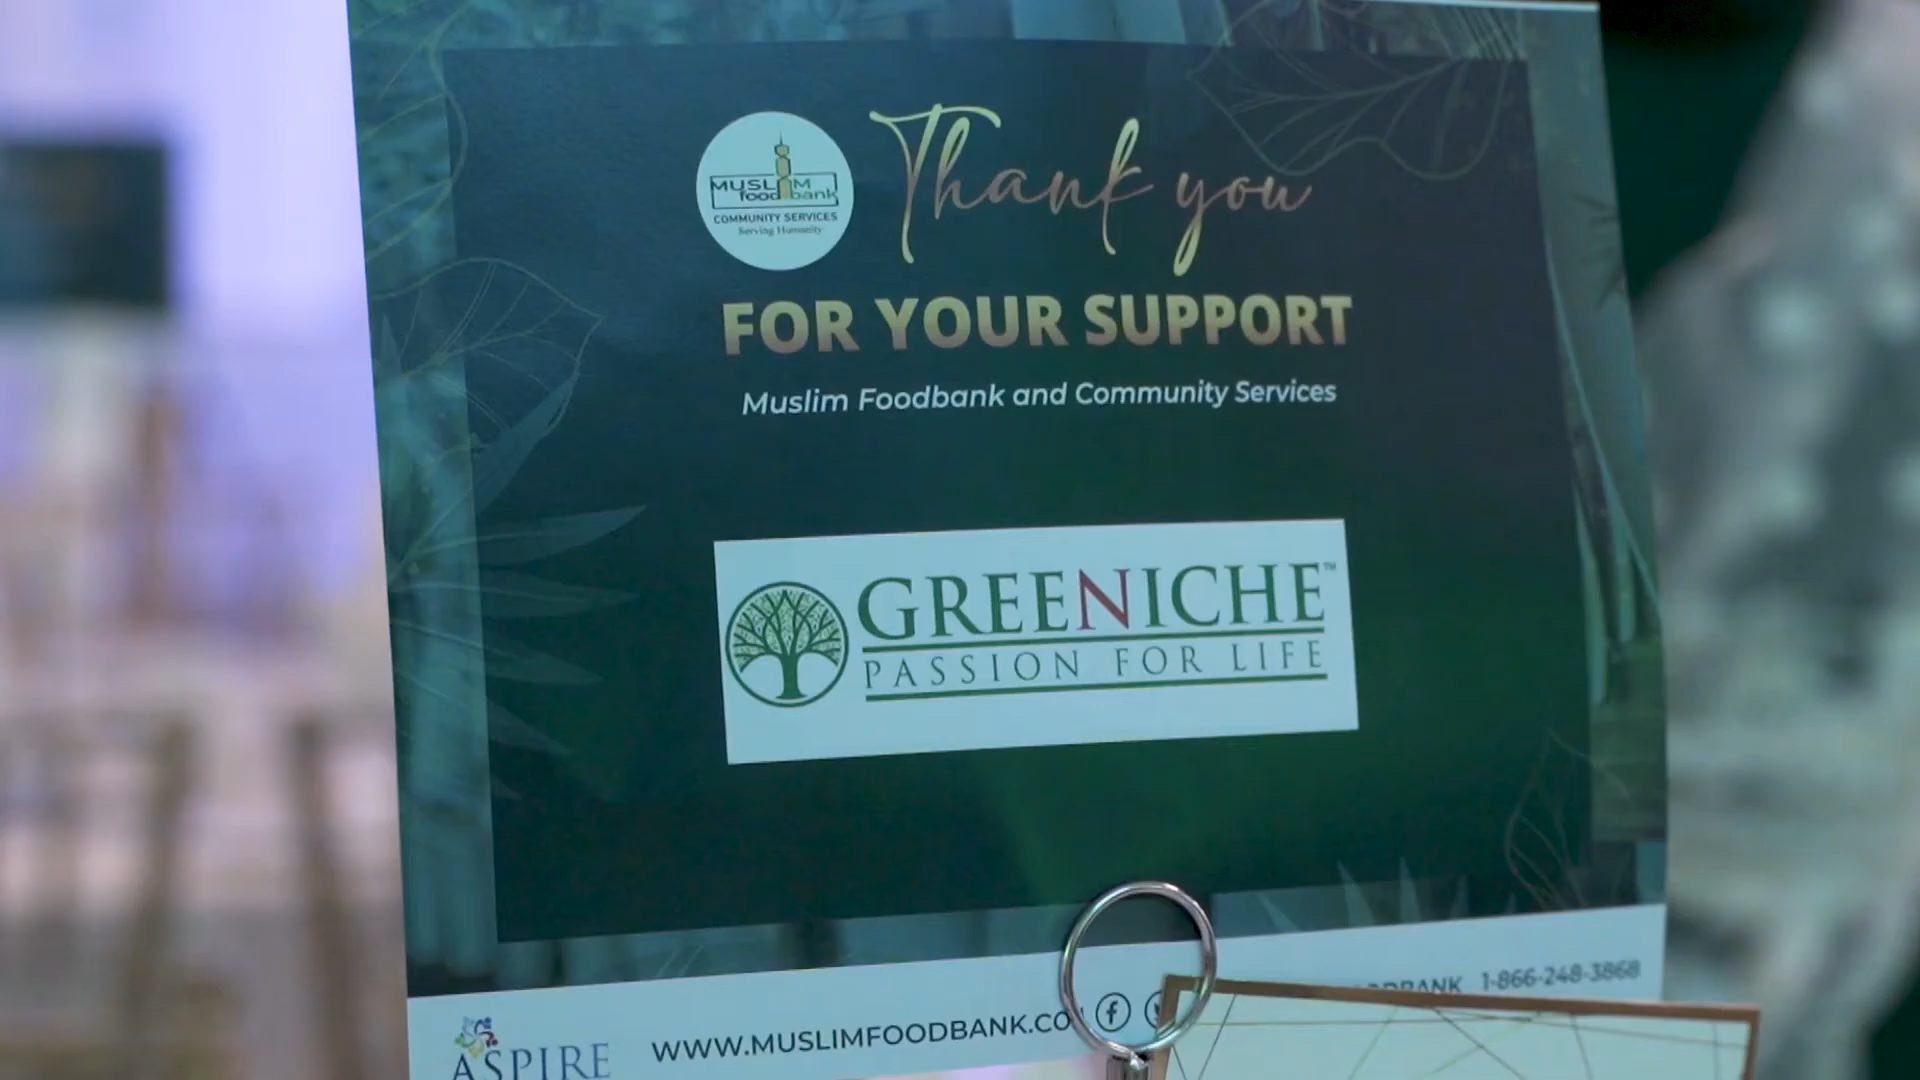 MUSLIM
foodbank
COMMUNITY SERVICES
Serving Humanity
Thank you
FOR YOUR SUPPORT
Muslim Foodbank and Community Services
GREENICHE™
PASSION FOR LIFE
ASPIRE
WWW.MUSLIMFOODBANK.CO
1-866-248-3868